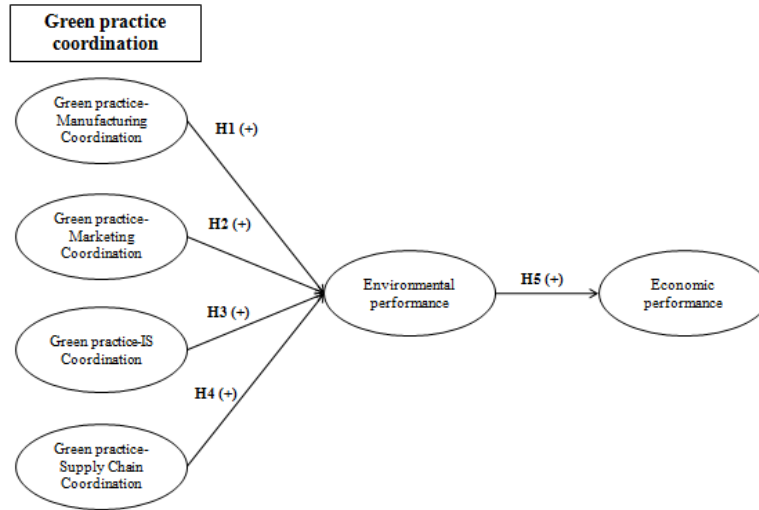 Green practice
coordination
Green practice-
Manufacturing
Coordination
H1 (+)
Green practice-
Marketing
Coordination
H2 (+)
Green practice-IS
Coordination
H3 (+)
Green practice-
Supply Chain
Coordination
H4 (+)
Environmental
performance
H5 (+)
Economic
performance